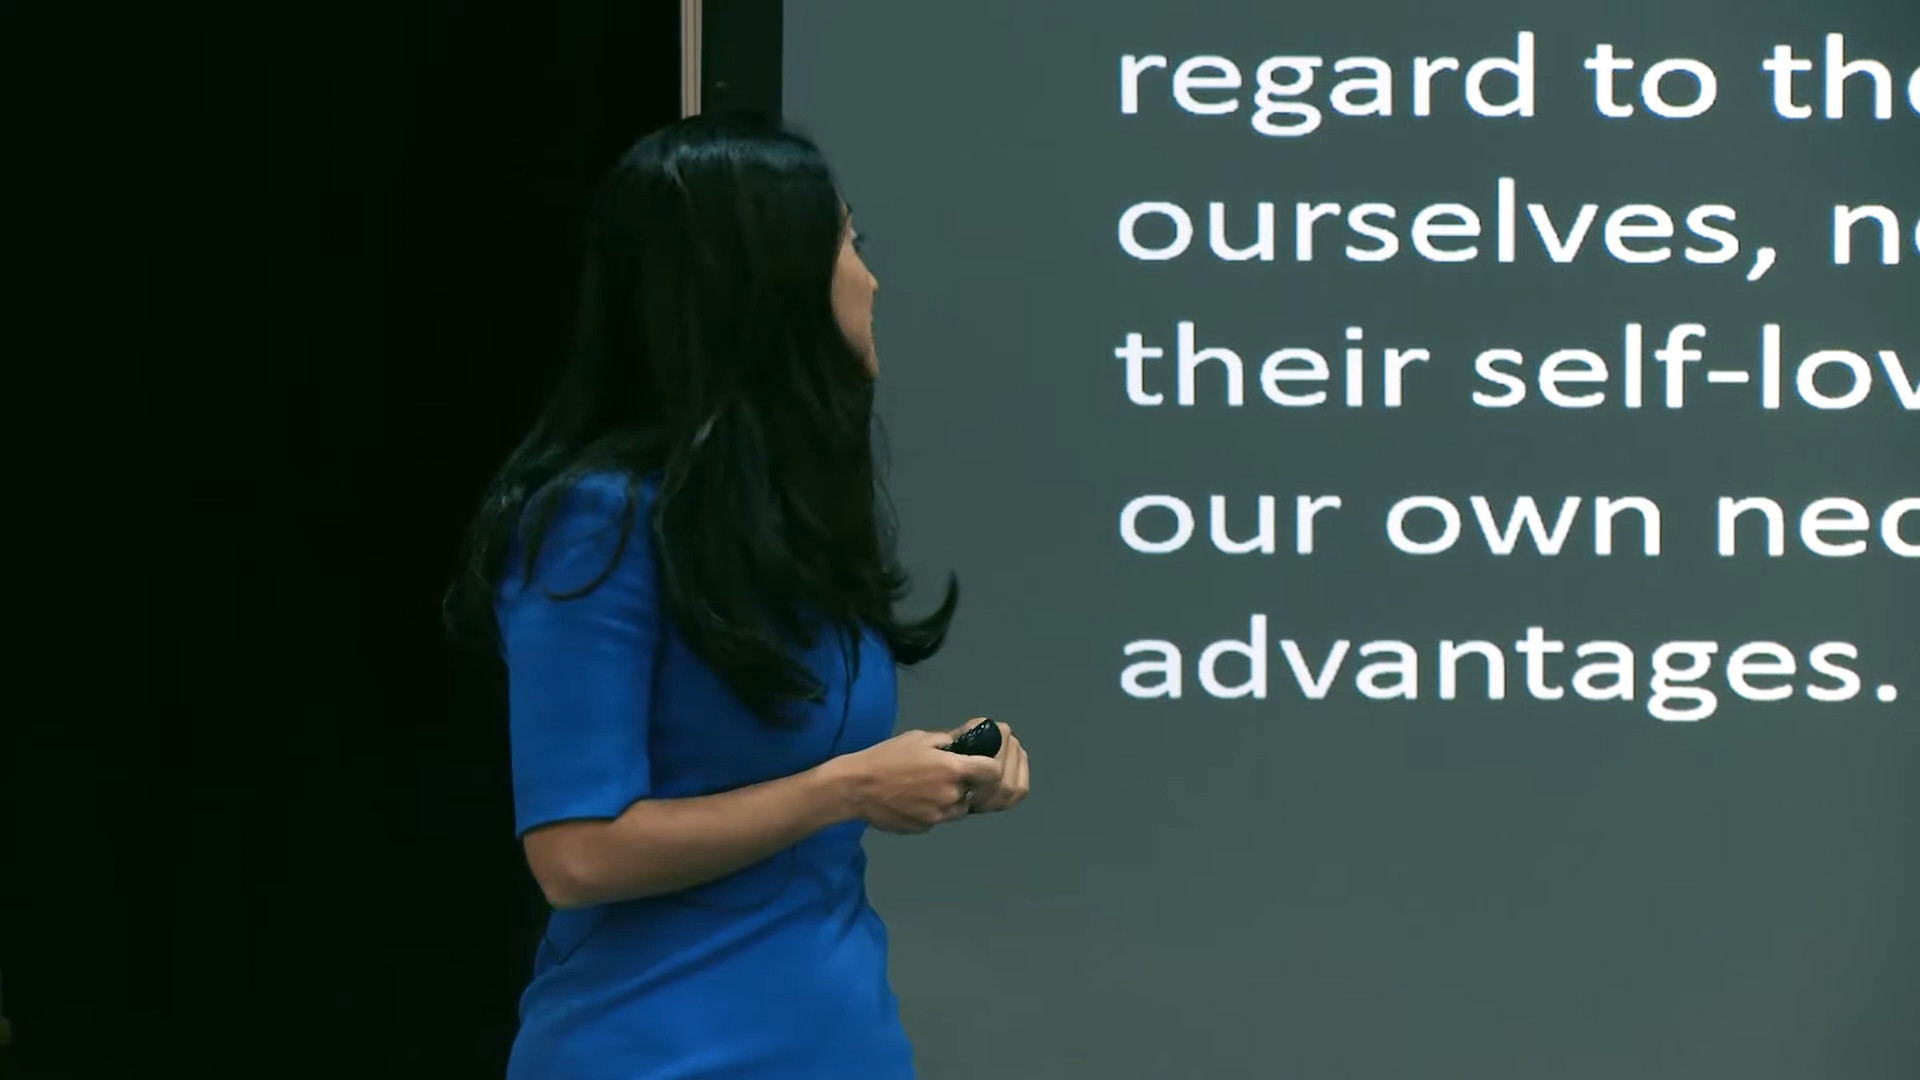 regard to
ourselves,
their
our own
advantages.